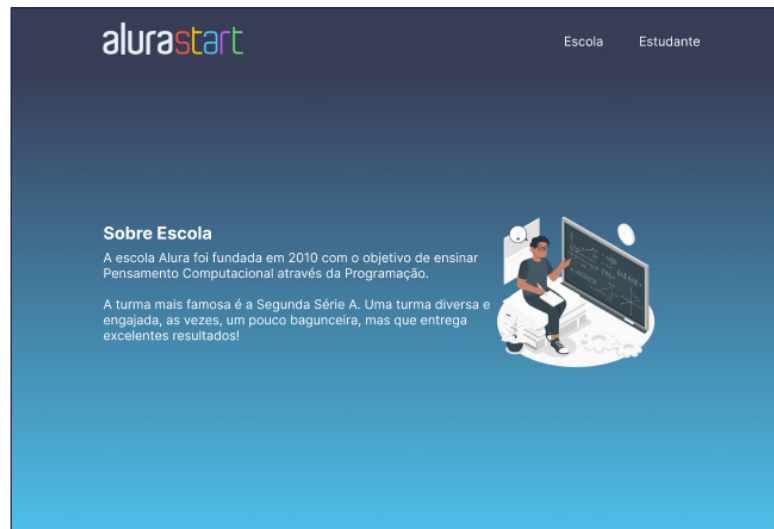 alurastart
Escola
Estudante
Sobre Escola
A escola Alura foi fundada em 2010 com o objetivo de ensinar
Pensamento Computacional através da Programação.
A turma mais famosa é a Segunda Série A. Uma turma diversa e
engajada, as vezes, um pouco bagunceira, mas que entrega
excelentes resultados!